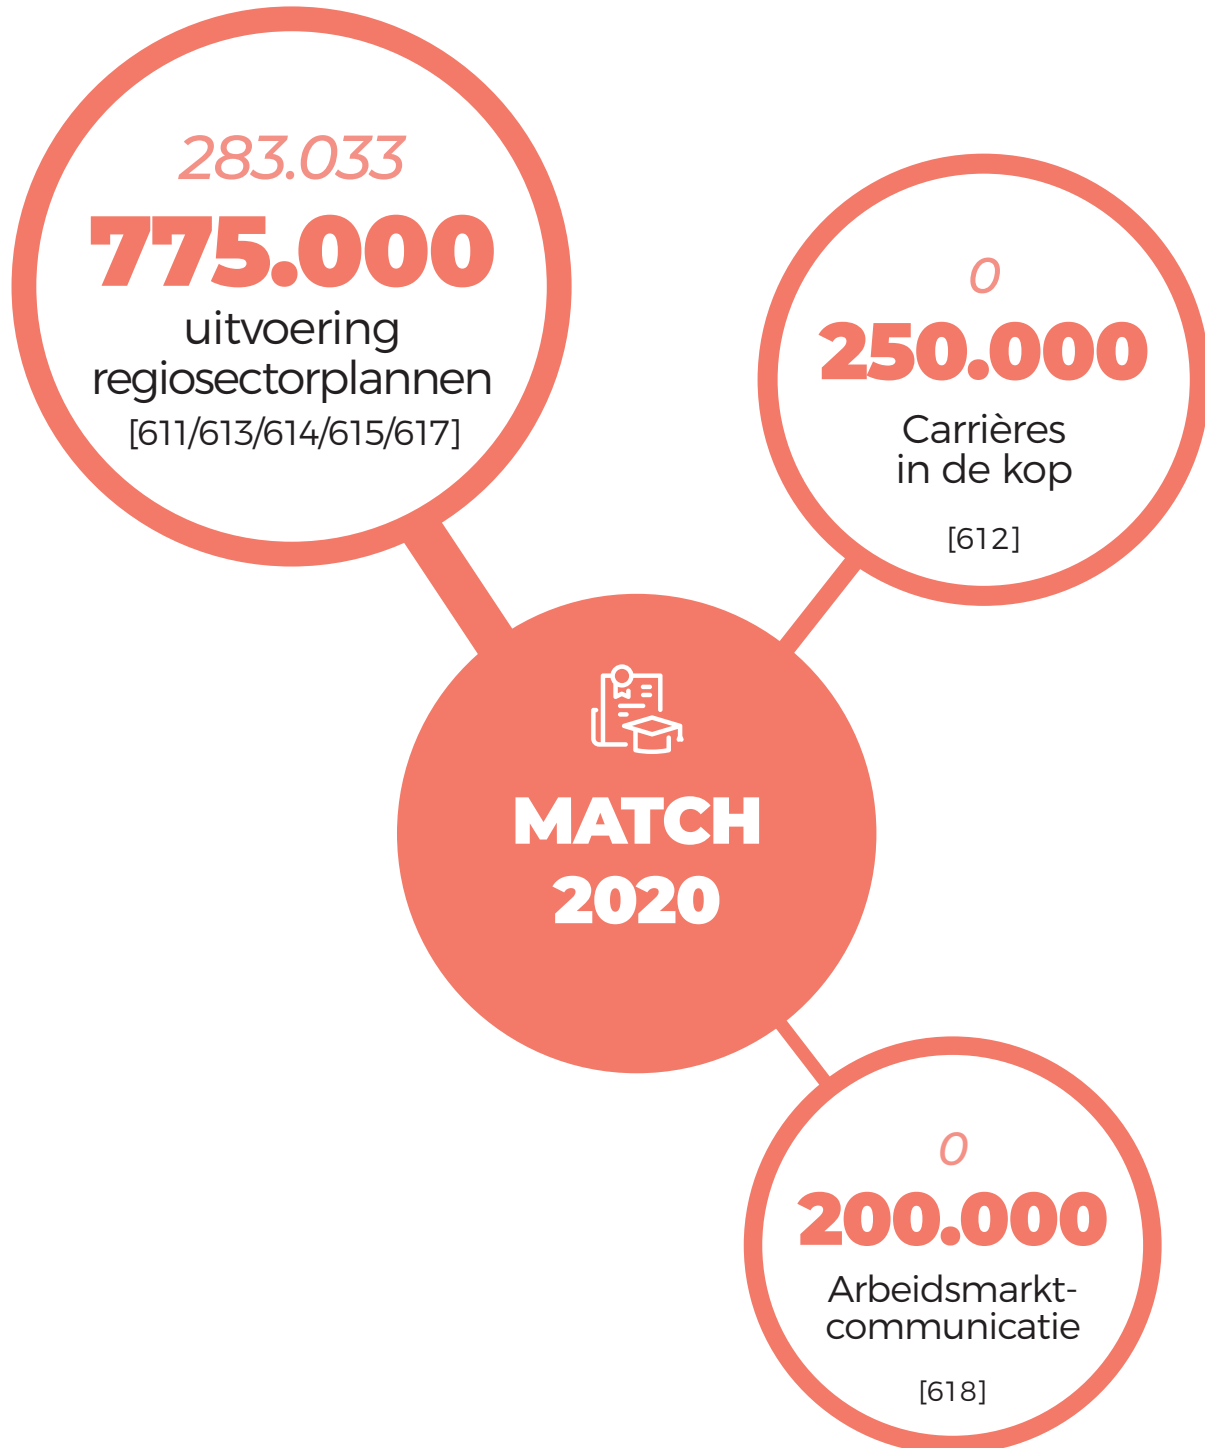 283.033
775.000
uitvoering
regiosectorplannen
[611/613/614/615/617]
0
250.000
Carrières
in de kop
[612]
MATCH
2020
0
200.000
Arbeidsmarkt-
communicatie
[618]